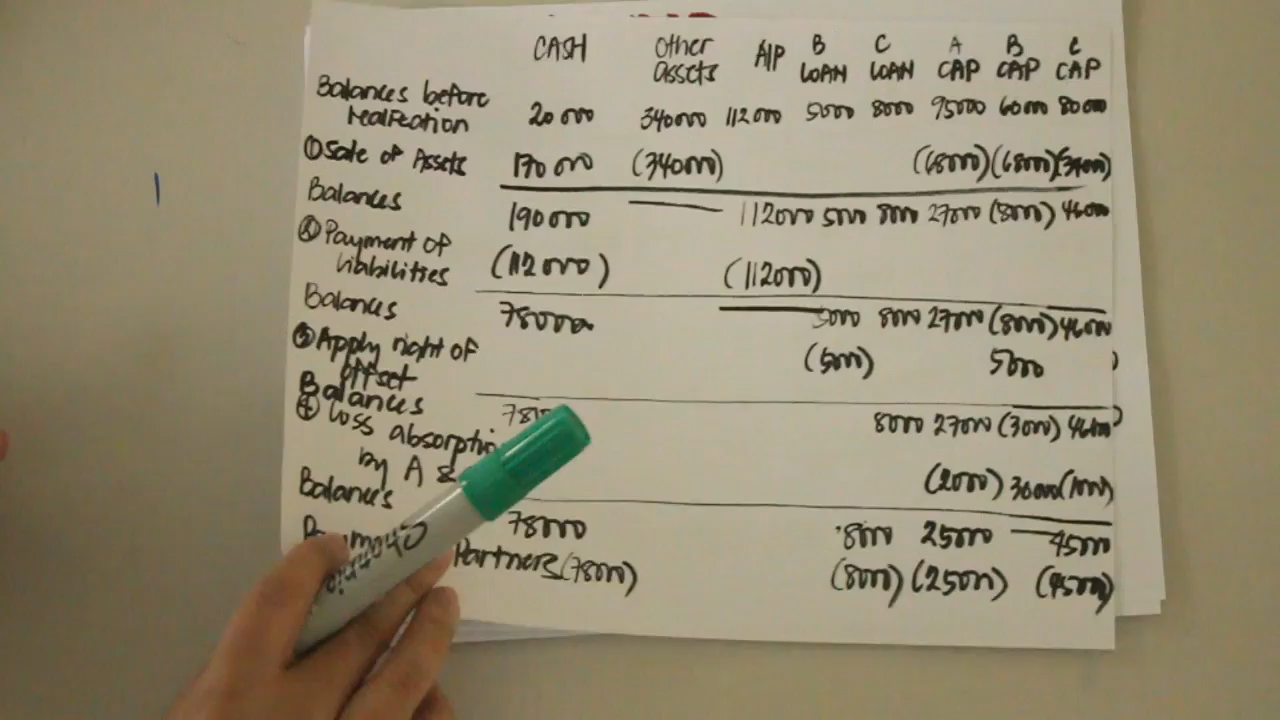 CASH Other assets A/P B LOAN C LOAN A CAP B CAP C CAP
Balances before realization 20000 340000 112000 5000 8000 95000 60000 80000
① Sale of Assets 170000 (340000) (68000) (68000) (34000)
Balances 190000 — 112000 5000 8000 27000 (8000) 46000
② Payment of liabilities (112000) (112000)
Balances 78000 5000 8000 27000 (8000) 46000
③ Apply right of offset (5000) 5000
Balances 8000 27000 (3000) 46000
④ Loss absorption by A & (2000) 3000 (1000)
Balances 78000 8000 25000 — 45000
Partners (78000) (8000) (25000) (45000)